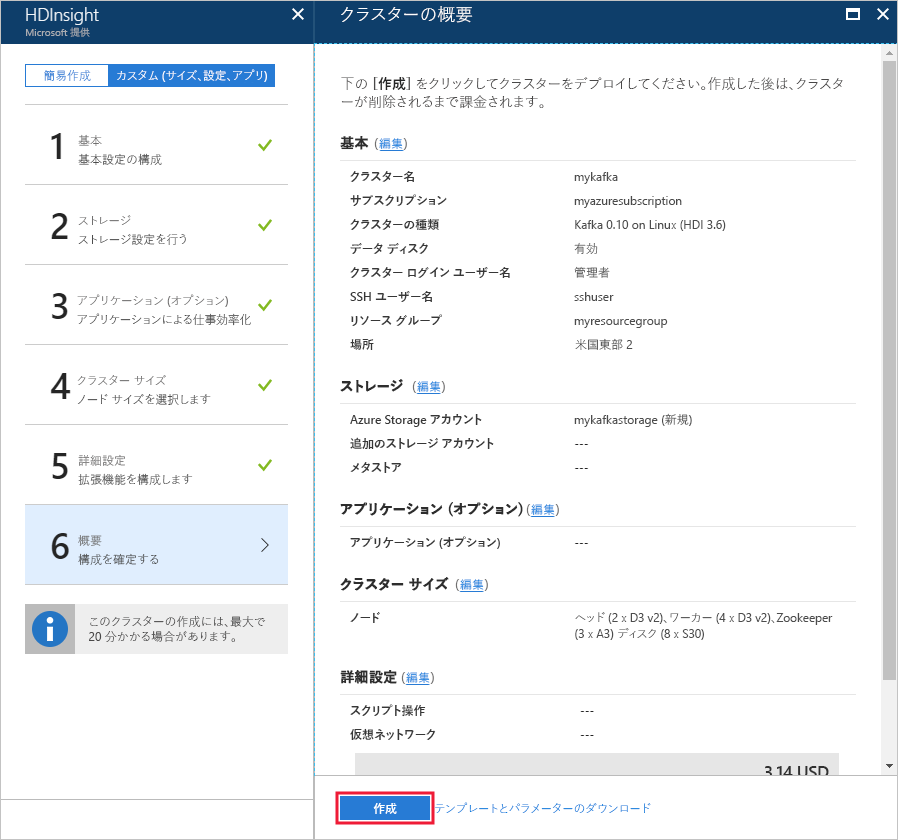 HDInsight
Microsoft 提供
簡易作成 カスタム (サイズ、設定、アプリ)
1 基本
基本設定の構成
2 ストレージ
ストレージ設定を行う
3 アプリケーション (オプション)
アプリケーションによる仕事効率化
4 クラスター サイズ
ノード サイズを選択します
5 詳細設定
拡張機能を構成します
6 概要
構成を確定する
このクラスターの作成には、最大で
20 分かかる場合があります。
クラスターの概要
下の [作成] をクリックしてクラスターをデプロイしてください。作成した後は、クラスタ
ーが削除されるまで課金されます。
基本 (編集)
クラスター名 mykafka
サブスクリプション myazuresubscription
クラスターの種類 Kafka 0.10 on Linux (HDI 3.6)
データ ディスク 有効
クラスター ログイン ユーザー名 管理者
SSH ユーザー名 sshuser
リソース グループ myresourcegroup
場所 米国東部 2
ストレージ (編集)
Azure Storage アカウント mykafkastorage (新規)
追加のストレージ アカウント ---
メタストア ---
アプリケーション (オプション) (編集)
アプリケーション (オプション) ---
クラスター サイズ (編集)
ノード ヘッド (2 x D3 v2)、ワーカー (4 x D3 v2)、Zookeeper
(3 x A3) ディスク (8 x S30)
詳細設定 (編集)
スクリプト操作 ---
仮想ネットワーク ---
3.14 USD
作成 テンプレートとパラメーターのダウンロード